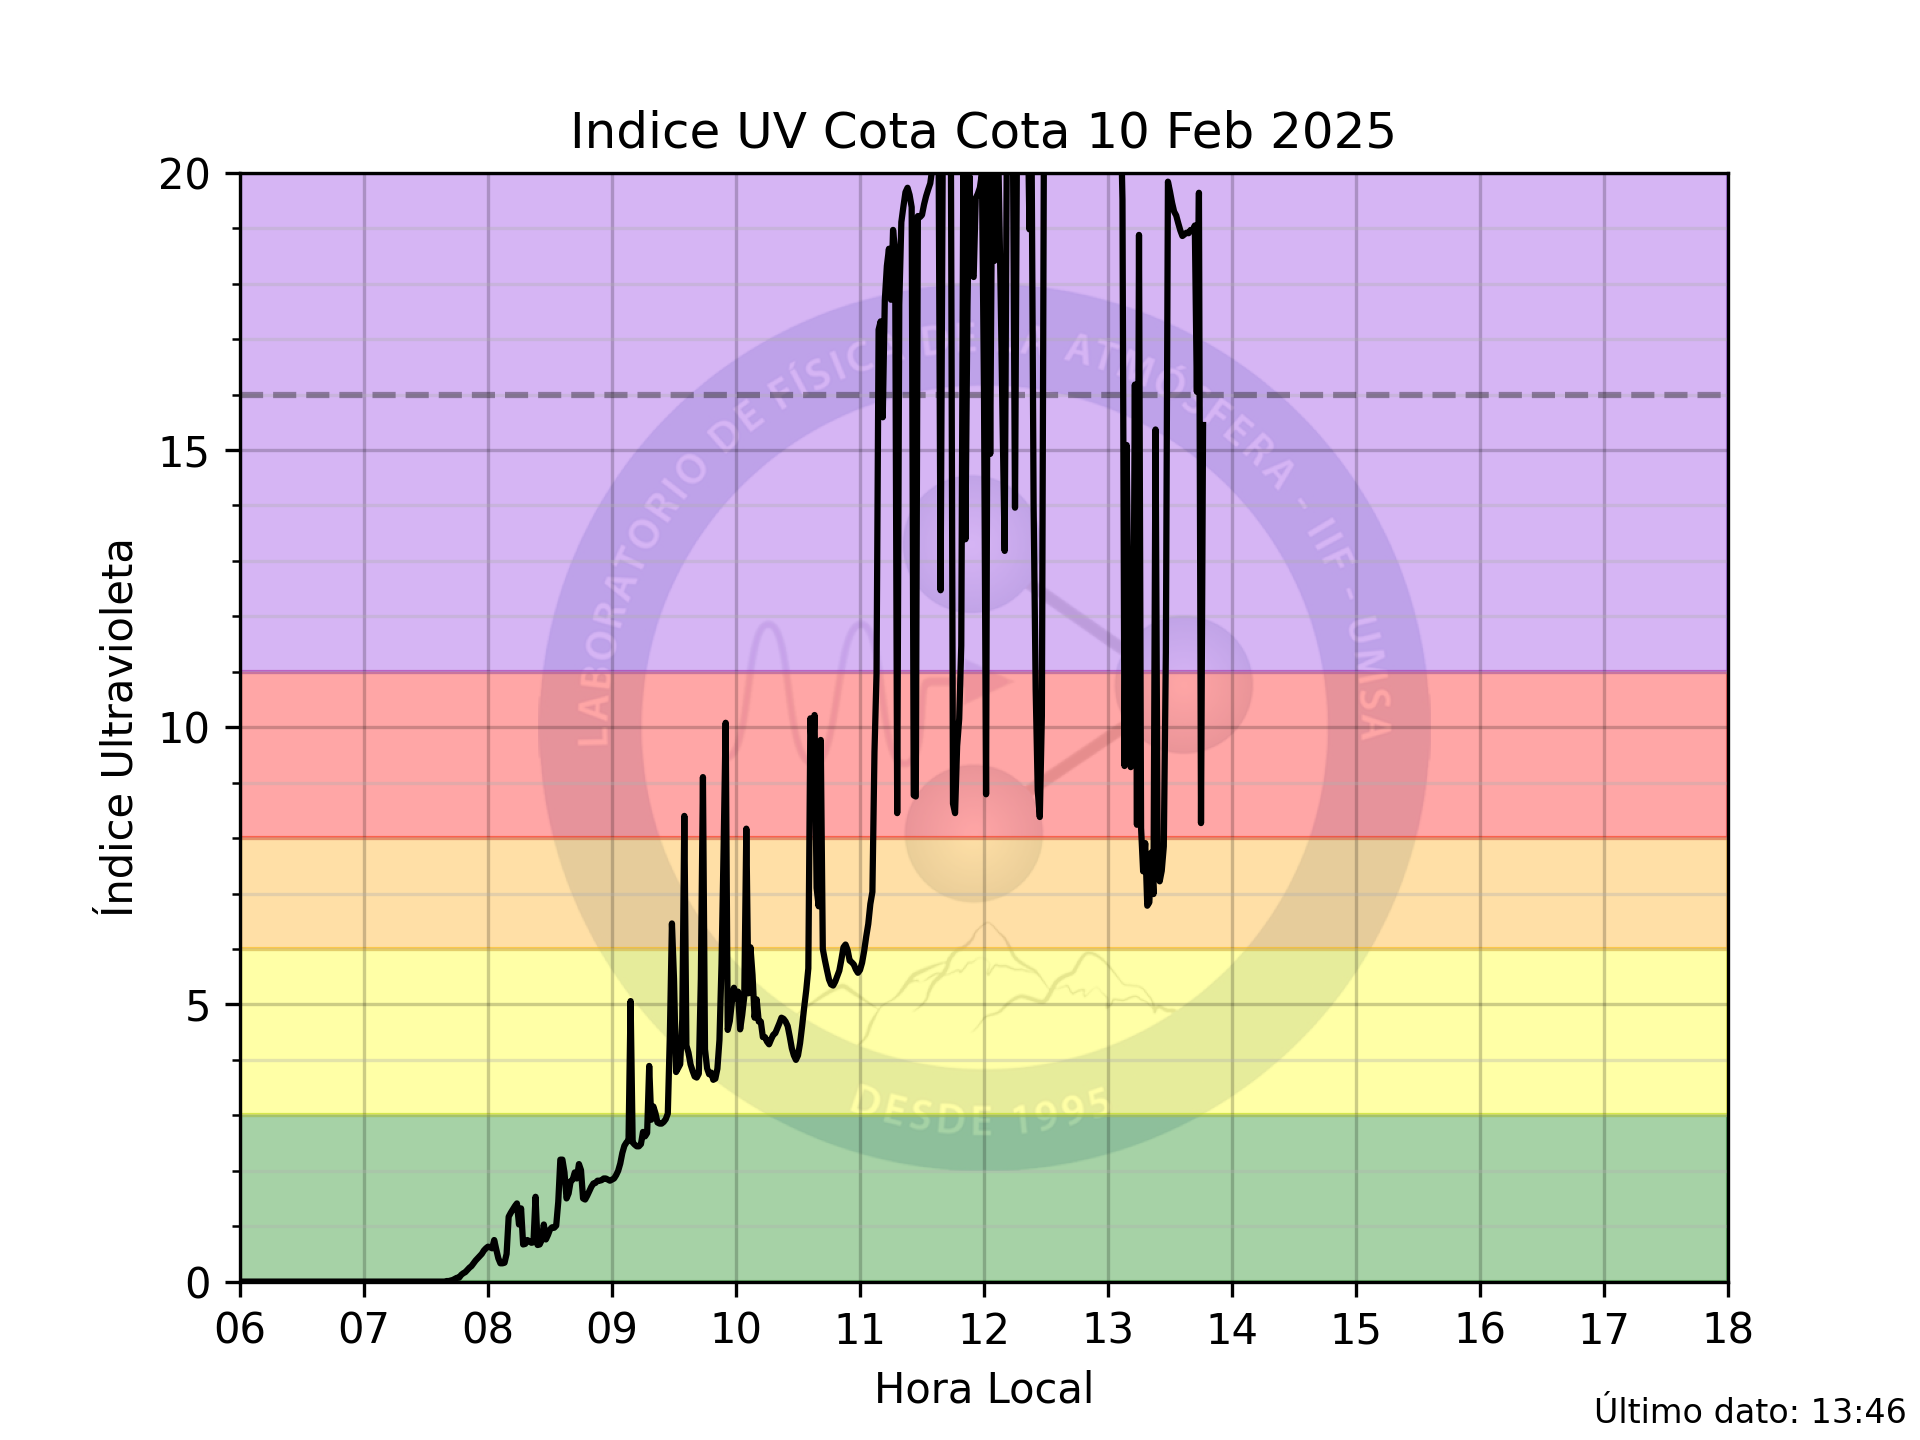 Indice UV Cota Cota 10 Feb 2025
20
15
10
5
0
Índice Ultravioleta
LABORATORIO DE FÍSICA DE LA ATMÓSFERA - IIF - UMSA
DESDE 1995
06 07 08 09 10 11 12 13 14 15 16 17 18
Hora Local
Último dato: 13:46